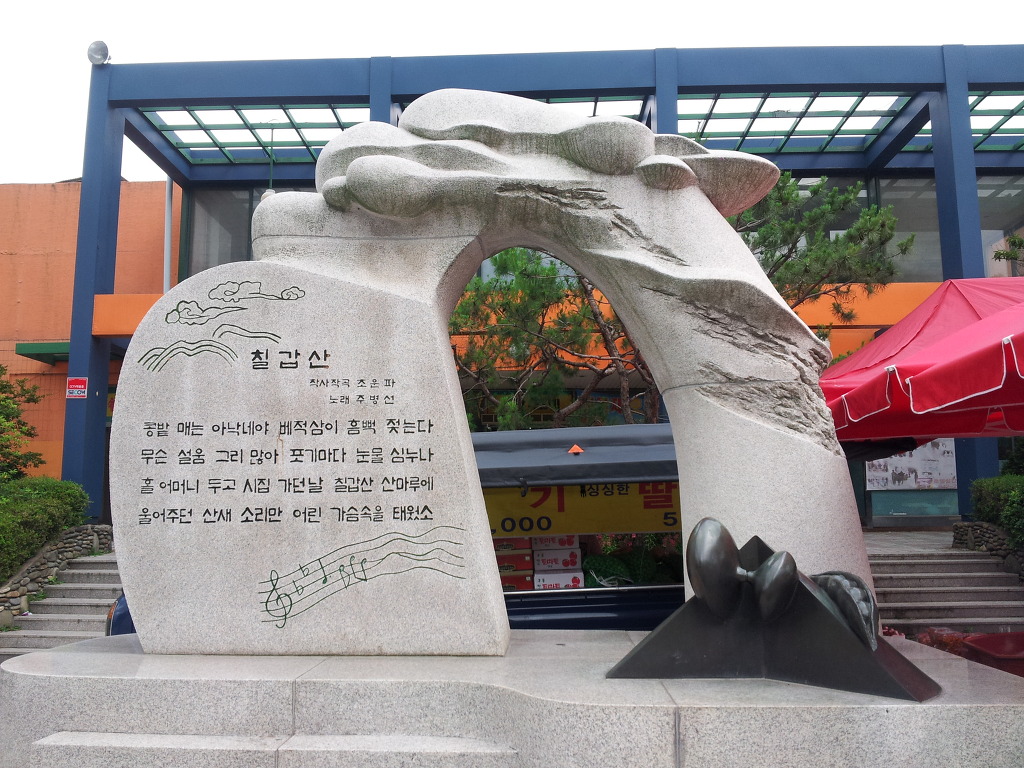 칠갑산
작사작곡 조운파
노래 주병선
콩밭 매는 아낙네야 베적삼이 흠뻑 젖는다
무슨 설움 그리 많아 포기마다 눈물 심누나
홀어머니 두고 시집 가던날 칠갑산 산마루에
울어주던 산새 소리만 어린 가슴속을 태웠소
기 싱싱한 딸
,000 5
SECOM